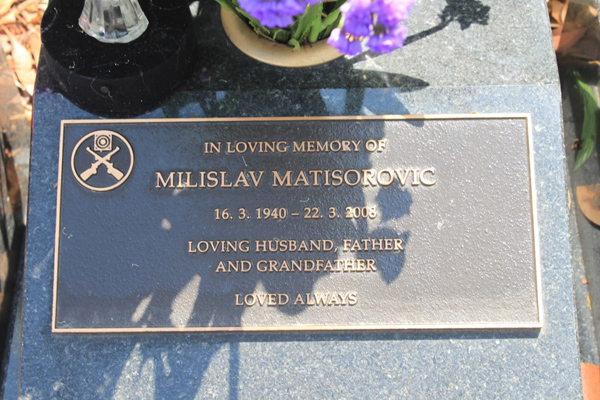 IN LOVING MEMORY OF
MILISLAV MATISOROVIC
16. 3. 1940 – 22. 3. 2008
LOVING HUSBAND, FATHER
AND GRANDFATHER
LOVED ALWAYS